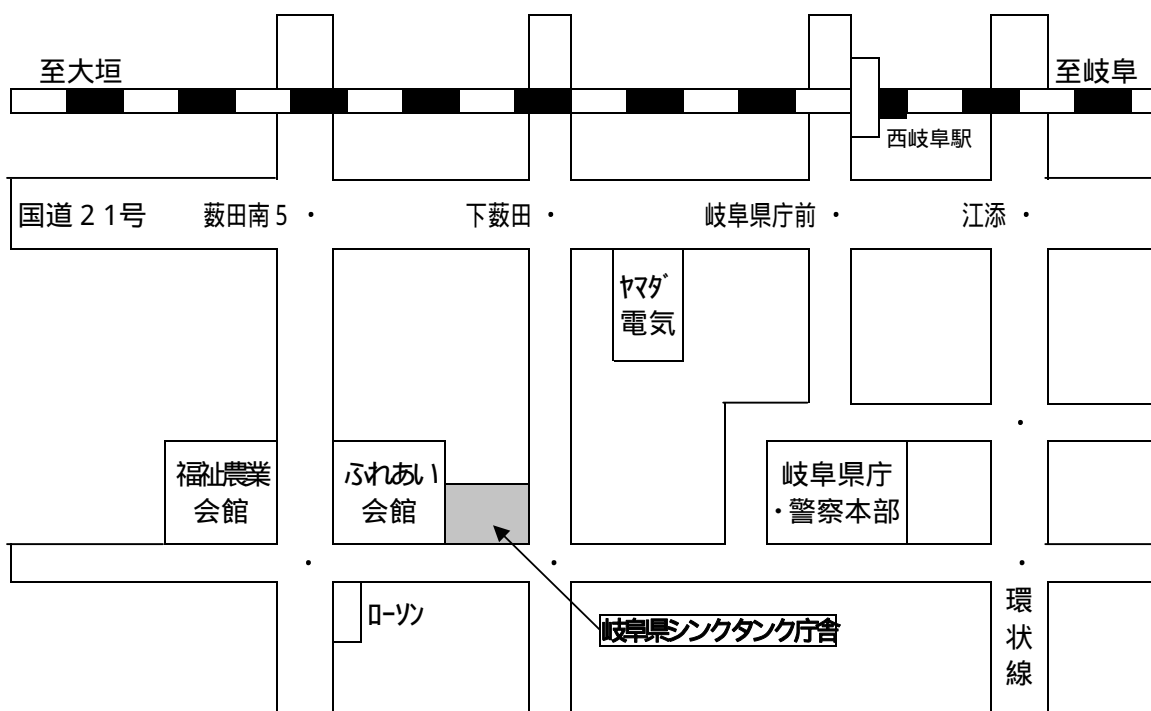 至大垣
至岐阜
西岐阜駅
国道２１号
薮田南５・
下薮田・
岐阜県庁前・
江添・
ﾔﾏﾀﾞ
電気
福祉農業
会館
ふれあい
会館
岐阜県庁
・警察本部
ﾛｰｿﾝ
岐阜県シンクタンク庁舎
環
状
線